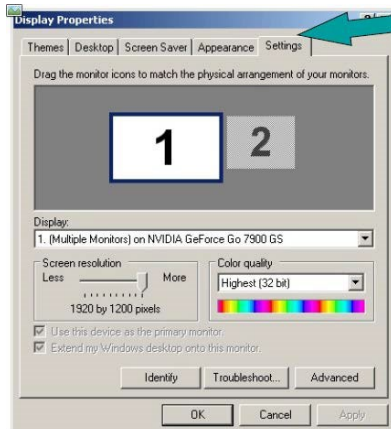 Display Properties
Themes Desktop Screen Saver Appearance Settings
Drag the monitor icons to match the physical arrangement of your monitors.
1 2
Display:
1. (Multiple Monitors) on NVIDIA GeForce Go 7900 GS
Screen resolution Color quality
Less More Highest (32 bit)
1920 by 1200 pixels
Use this device as the primary monitor.
Extend my Windows desktop onto this monitor.
Identify Troubleshoot... Advanced
OK Cancel Apply